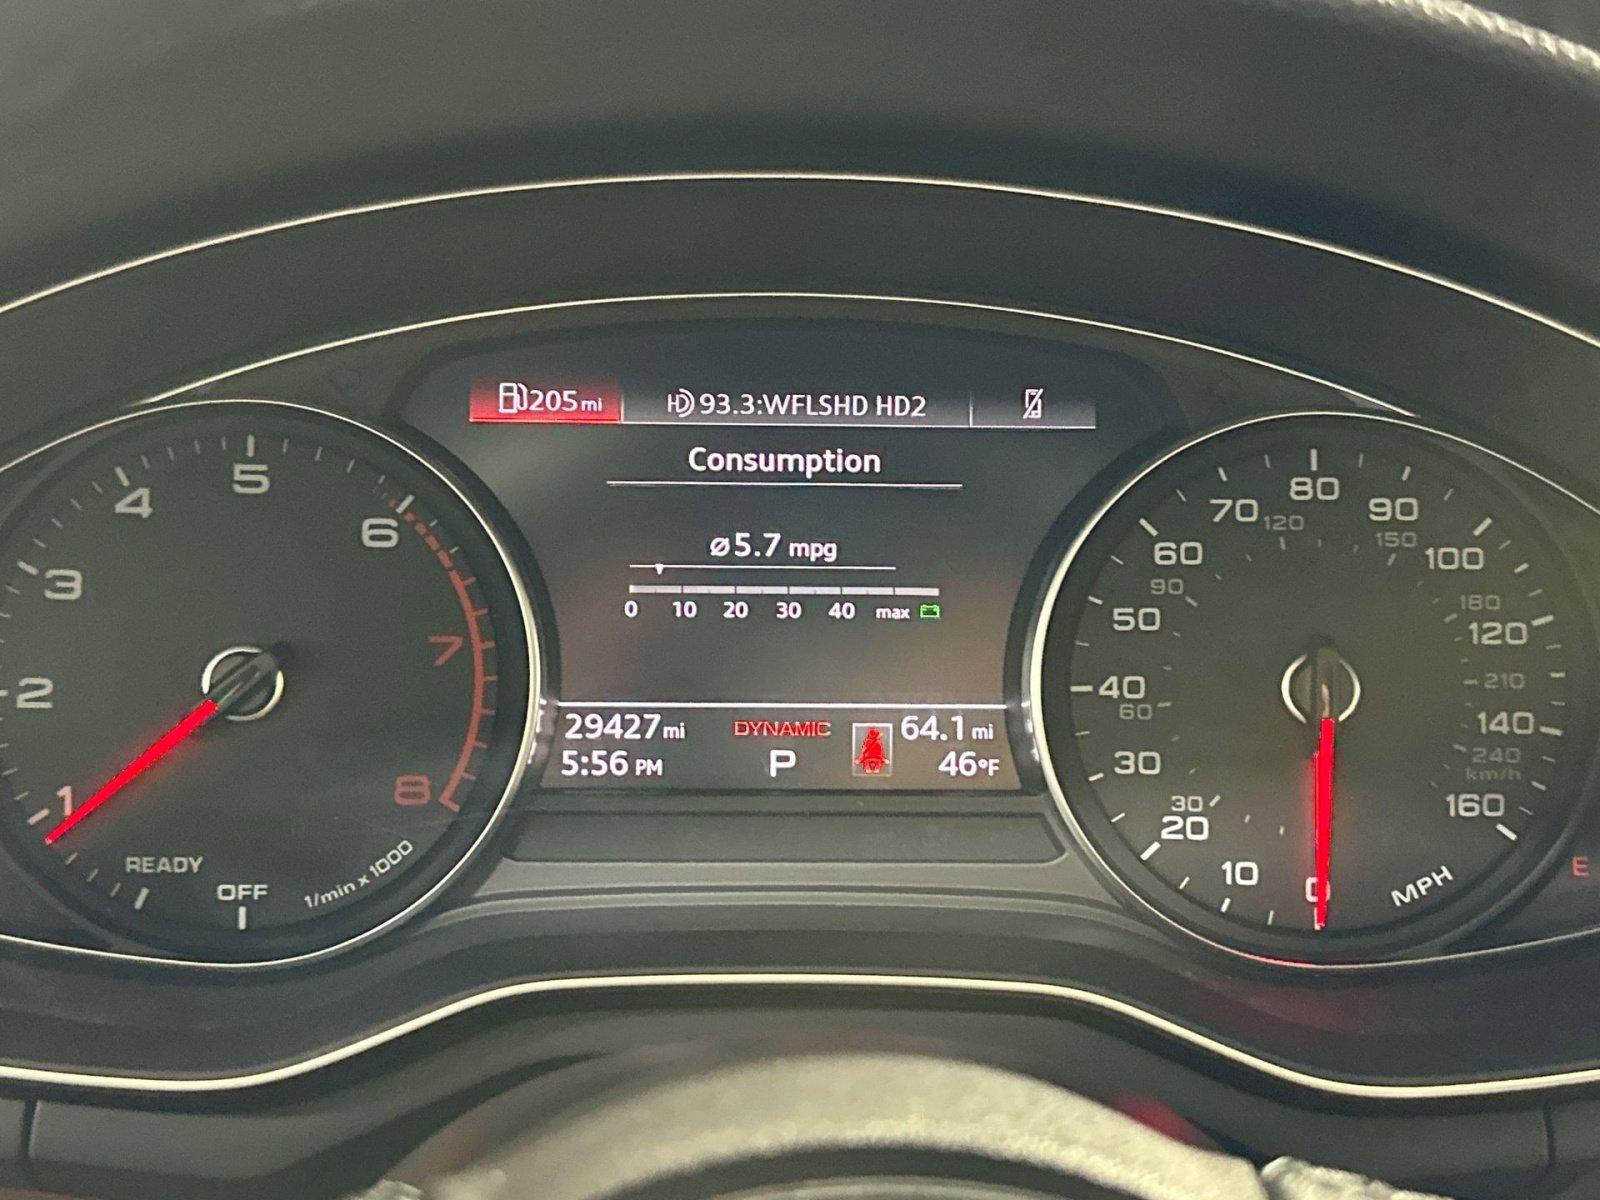 205 mi
93.3:WFLSHD HD2
Consumption
⌀5.7 mpg
0 10 20 30 40 max
29427 mi
DYNAMIC
64.1 mi
5:56 PM
P
46°F
1
2
3
4
5
6
7
8
READY
OFF
1/min x 1000
0
10
20
30
40
50
60
70
80
90
100
120
140
160
MPH
30
60
90
120
150
180
210
240
km/h
E